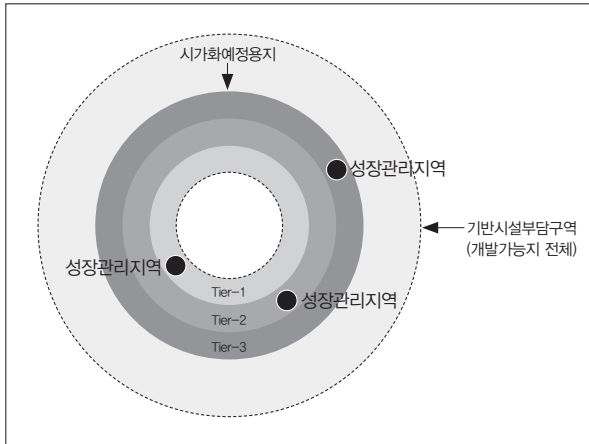 시가화예정용지
성장관리지역
기반시설부담구역
(개발가능지 전체)
성장관리지역
Tier-1
성장관리지역
Tier-2
Tier-3